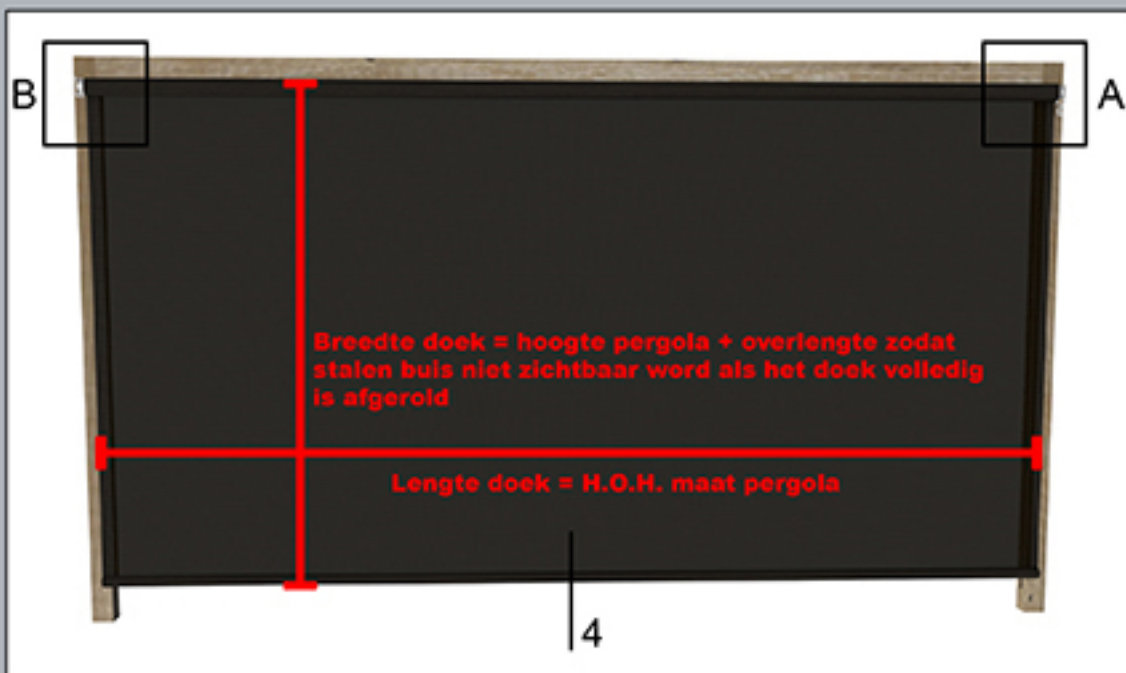 B
A
Breedte doek = hoogte pergola + overlengte zodat
stalen buis niet zichtbaar word als het doek volledig
is afgerold
Lengte doek = H.O.H. maat pergola
4